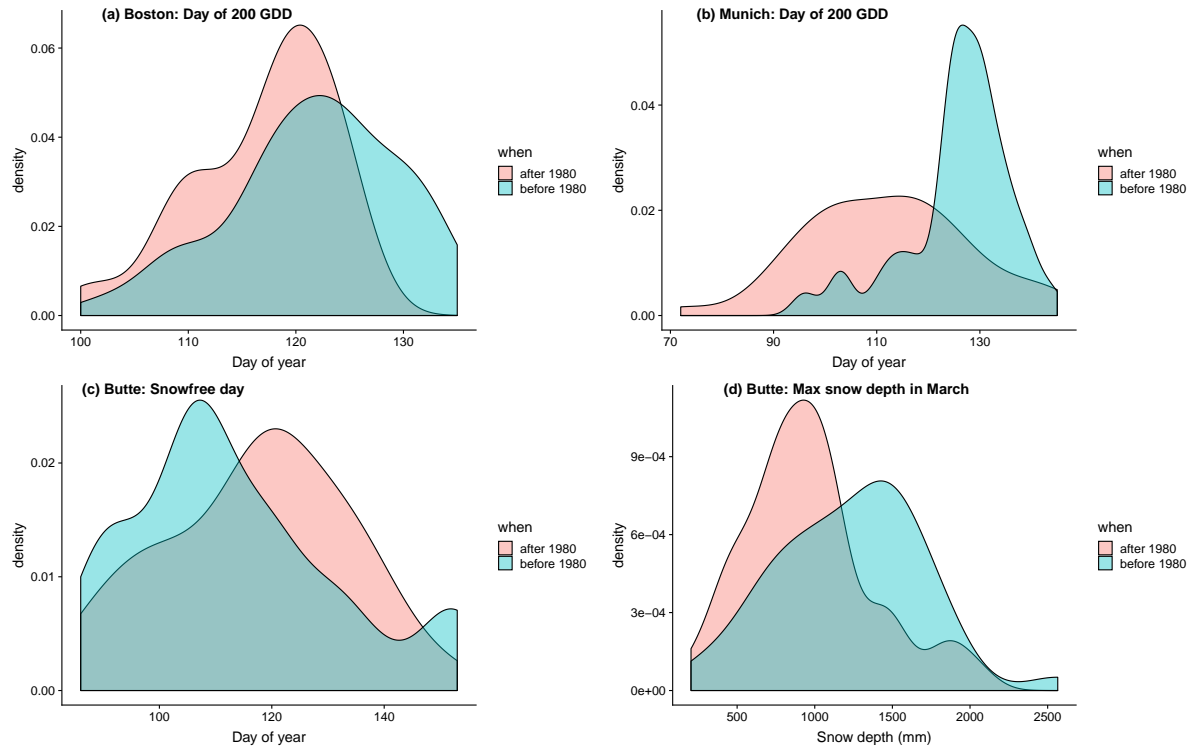 (a) Boston: Day of 200 GDD
0.06
0.04
0.02
0.00
density
100 110 120 130
Day of year
when
after 1980
before 1980
(b) Munich: Day of 200 GDD
0.04
0.02
0.00
density
70 90 110 130
Day of year
when
after 1980
before 1980
(c) Butte: Snowfree day
0.02
0.01
0.00
density
100 120 140
Day of year
when
after 1980
before 1980
(d) Butte: Max snow depth in March
9e−04
6e−04
3e−04
0e+00
density
500 1000 1500 2000 2500
Snow depth (mm)
when
after 1980
before 1980